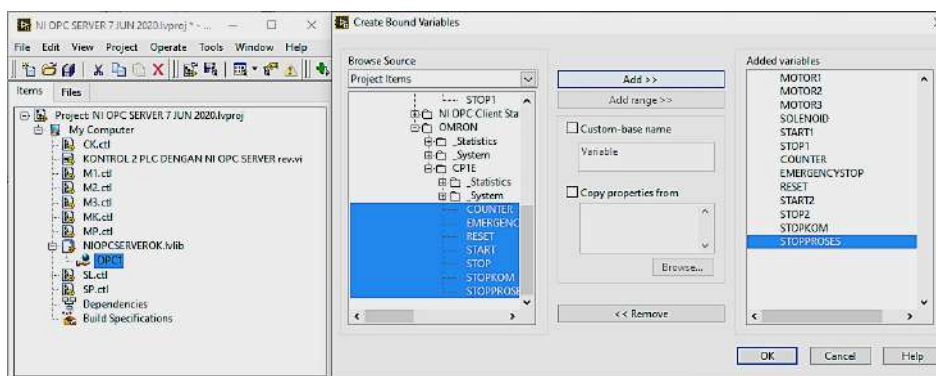 NI OPC SERVER 7 JUN 2020.lvproj * - ...
File Edit View Project Operate Tools Window Help
Items Files
Project: NI OPC SERVER 7 JUN 2020.lvproj
My Computer
CK.ctl
KONTROL 2 PLC DENGAN NI OPC SERVER rev.vi
M1.ctl
M2.ctl
M3.ctl
MK.ctl
MP.ctl
NIOPCSERVEROK.lvlib
OPC1
SL.ctl
SP.ctl
Dependencies
Build Specifications
Create Bound Variables
Browse Source
Project Items
STOP1
NI OPC Client Sta
OMRON
_Statistics
_System
CP1E
_Statistics
_System
COUNTER
EMERGENC
RESET
START
STOP
STOPKOM
STOPPROSE
Add >>
Add range >>
Custom-base name
Variable
Copy properties from
Browse...
<< Remove
Added variables
MOTOR1
MOTOR2
MOTOR3
SOLENOID
START1
STOP1
COUNTER
EMERGENCYSTOP
RESET
START2
STOP2
STOPKOM
STOPPROSES
OK Cancel Help